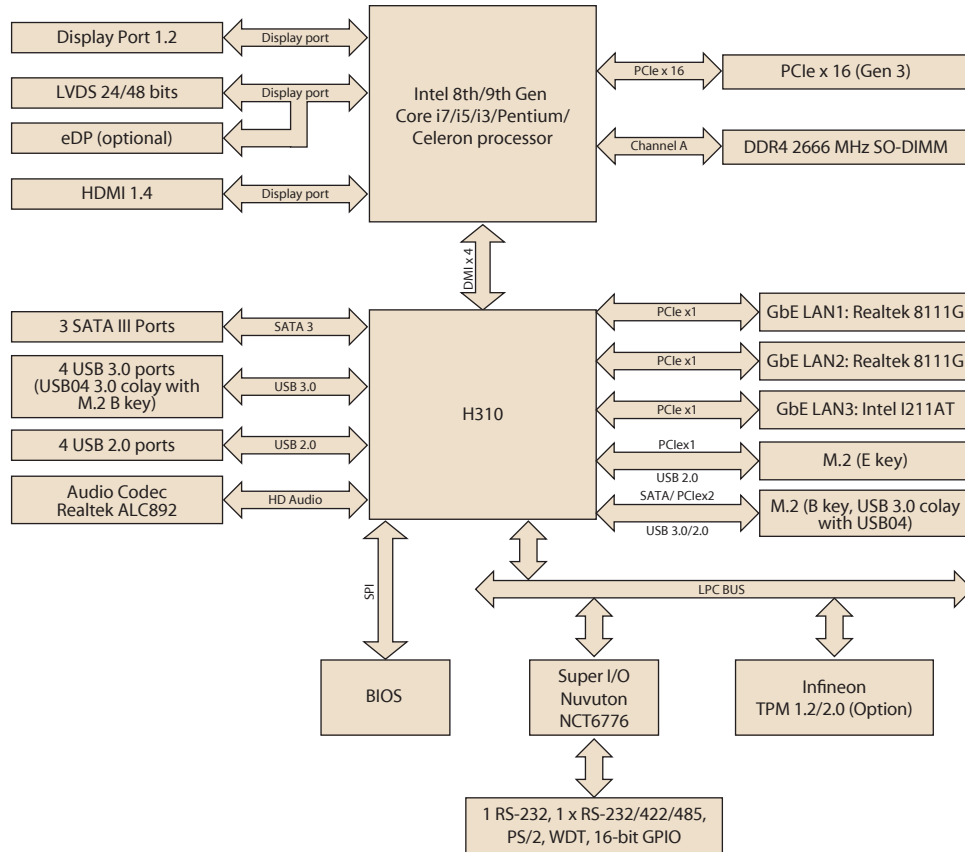 Display Port 1.2
Display port
LVDS 24/48 bits
Display port
eDP (optional)
HDMI 1.4
Display port
Intel 8th/9th Gen
Core i7/i5/i3/Pentium/
Celeron processor
PCIe x 16
PCIe x 16 (Gen 3)
Channel A
DDR4 2666 MHz SO-DIMM
DMI x 4
3 SATA III Ports
SATA 3
4 USB 3.0 ports
(USB04 3.0 colay with
M.2 B key)
USB 3.0
4 USB 2.0 ports
USB 2.0
Audio Codec
Realtek ALC892
HD Audio
H310
PCIe x1
GbE LAN1: Realtek 8111G
PCIe x1
GbE LAN2: Realtek 8111G
PCIe x1
GbE LAN3: Intel I211AT
PCIex1
USB 2.0
M.2 (E key)
SATA/ PCIex2
USB 3.0/2.0
M.2 (B key, USB 3.0 colay
with USB04)
SPI
LPC BUS
BIOS
Super I/O
Nuvuton
NCT6776
Infineon
TPM 1.2/2.0 (Option)
1 RS-232, 1 x RS-232/422/485,
PS/2, WDT, 16-bit GPIO